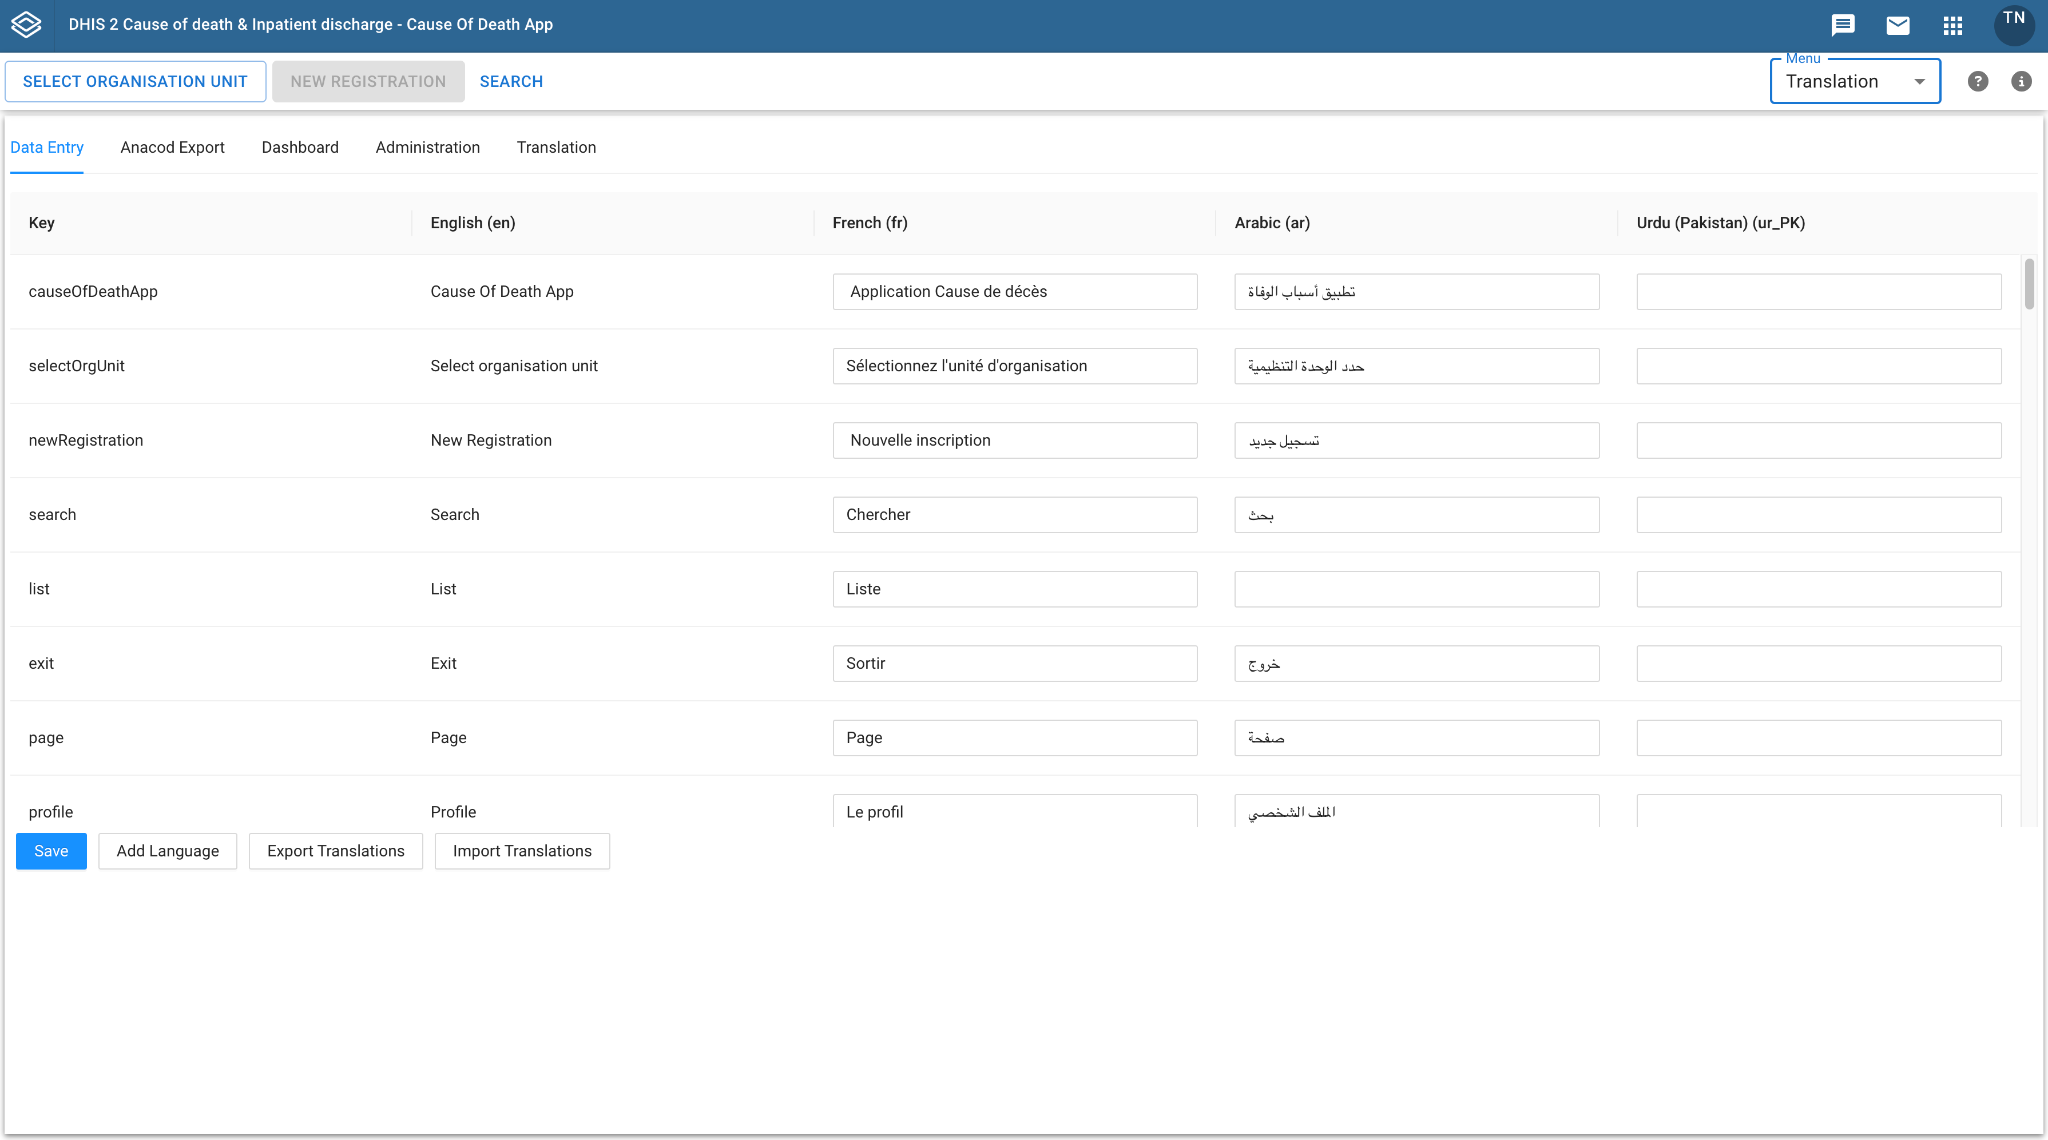 DHIS 2 Cause of death & Inpatient discharge - Cause Of Death App
TN
SELECT ORGANISATION UNIT
NEW REGISTRATION
SEARCH
Menu
Translation
Data Entry
Anacod Export
Dashboard
Administration
Translation
Key
English (en)
French (fr)
Arabic (ar)
Urdu (Pakistan) (ur_PK)
causeOfDeathApp
Cause Of Death App
Application Cause de décès
تطبيق أسباب الوفاة
selectOrgUnit
Select organisation unit
Sélectionnez l'unité d'organisation
حدد الوحدة التنظيمية
newRegistration
New Registration
Nouvelle inscription
تسجيل جديد
search
Search
Chercher
بحث
list
List
Liste
exit
Exit
Sortir
خروج
page
Page
Page
صفحة
profile
Profile
Le profil
الملف الشخصي
Save
Add Language
Export Translations
Import Translations